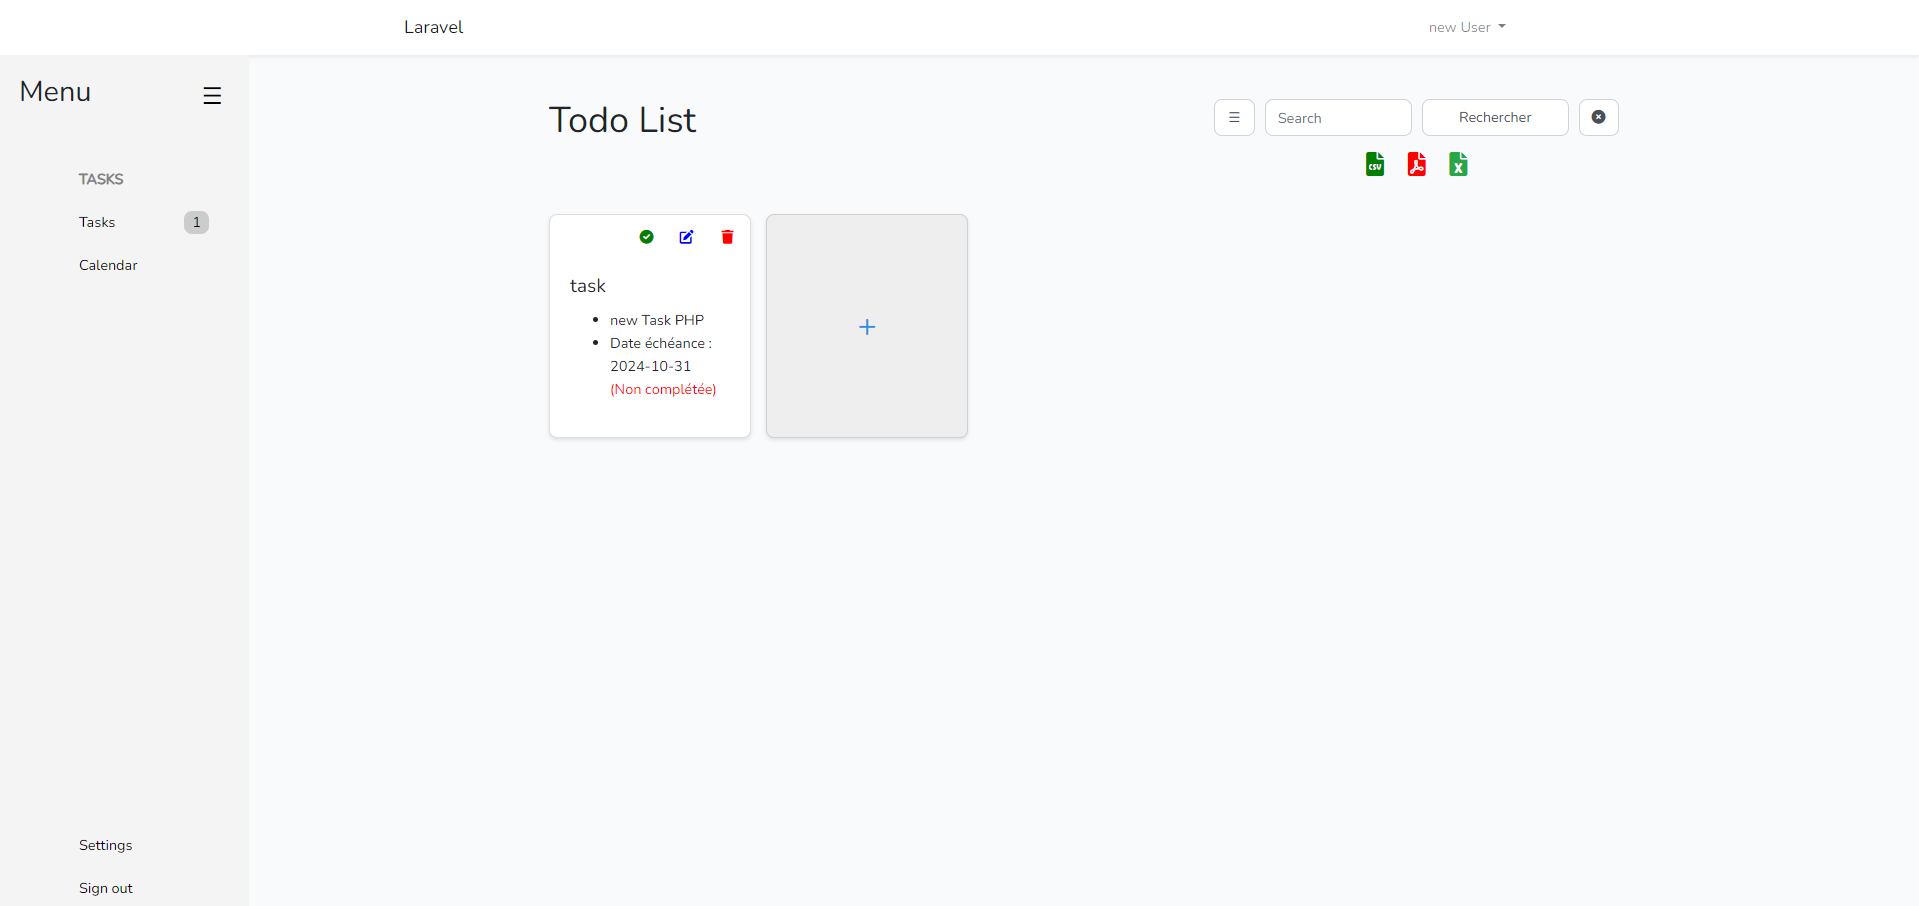 Laravel
new User
Menu
TASKS
Tasks 1
Calendar
Settings
Sign out
Todo List
Search
Rechercher
CSV
X
task
new Task PHP
Date échéance :
2024-10-31
(Non complétée)
+